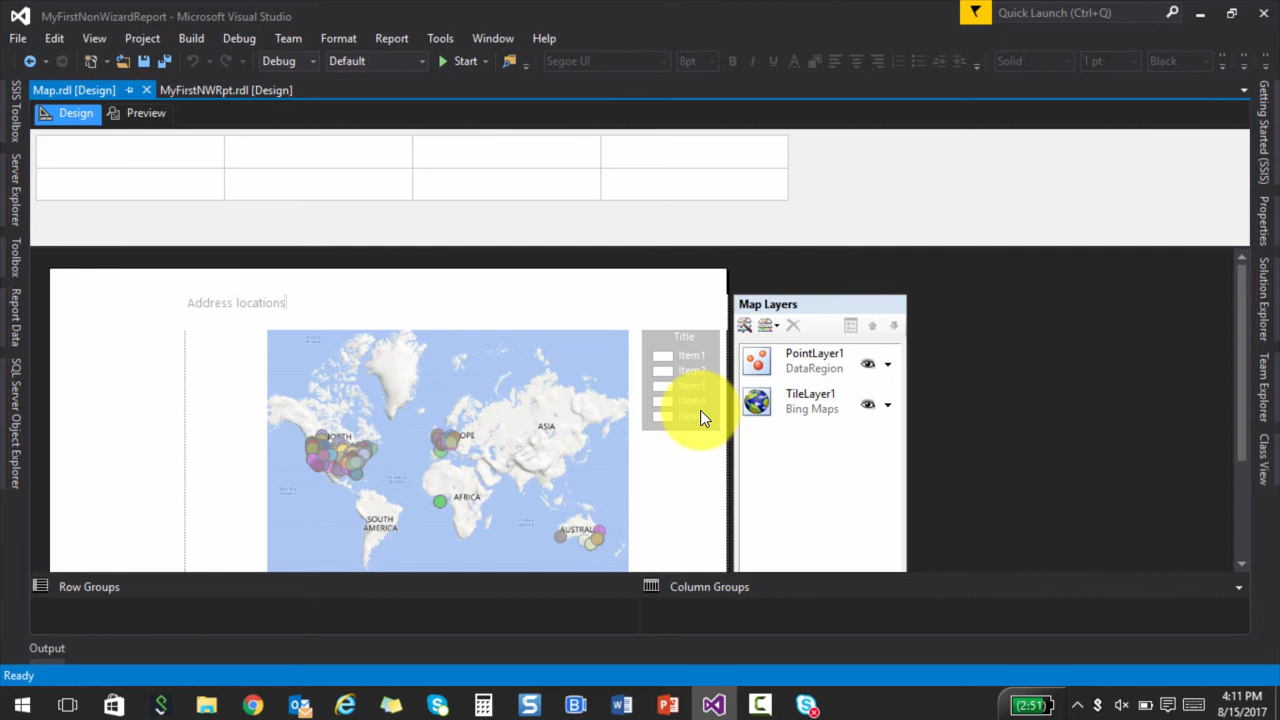 MyFirstNonWizardReport - Microsoft Visual Studio
Quick Launch (Ctrl+Q)
File Edit View Project Build Debug Team Format Report Tools Window Help
Debug Default Start Segoe UI 8pt B I U A Solid 1 pt Black
Map.rdl [Design] MyFirstNWRpt.rdl [Design]
Design Preview
SSIS Toolbox
Server Explorer
Toolbox
Report Data
SQL Server Object Explorer
Address locations
NORTH
ASIA
AFRICA
SOUTH
AMERICA
Title
Item1
Item2
Item3
Item4
Map Layers
PointLayer1
DataRegion
TileLayer1
Bing Maps
Getting Started (SSIS)
Properties
Solution Explorer
Team Explorer
Class View
Row Groups
Column Groups
Output
Ready
(2:51)
4:11 PM
8/15/2017